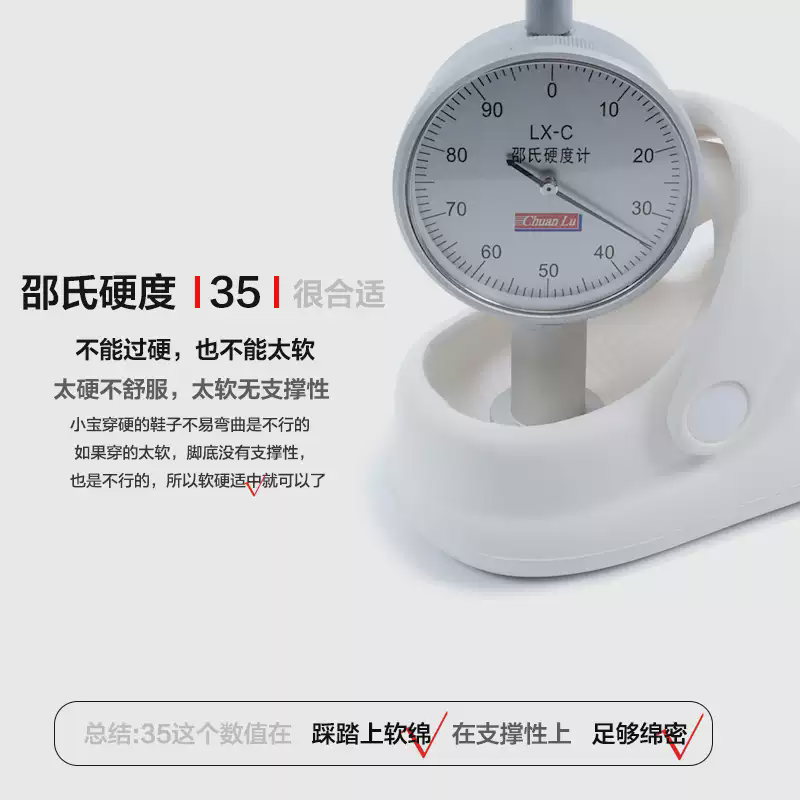 0
10
20
30
40
50
60
70
80
90
LX-C
邵氏硬度计
Chuan Lu
邵氏硬度 35 很合适
不能过硬，也不能太软
太硬不舒服，太软无支撑性
小宝穿硬的鞋子不易弯曲是不行的
如果穿的太软，脚底没有支撑性，
也是不行的，所以软硬适中就可以了
总结:35这个数值在 踩踏上软绵 在支撑性上 足够绵密